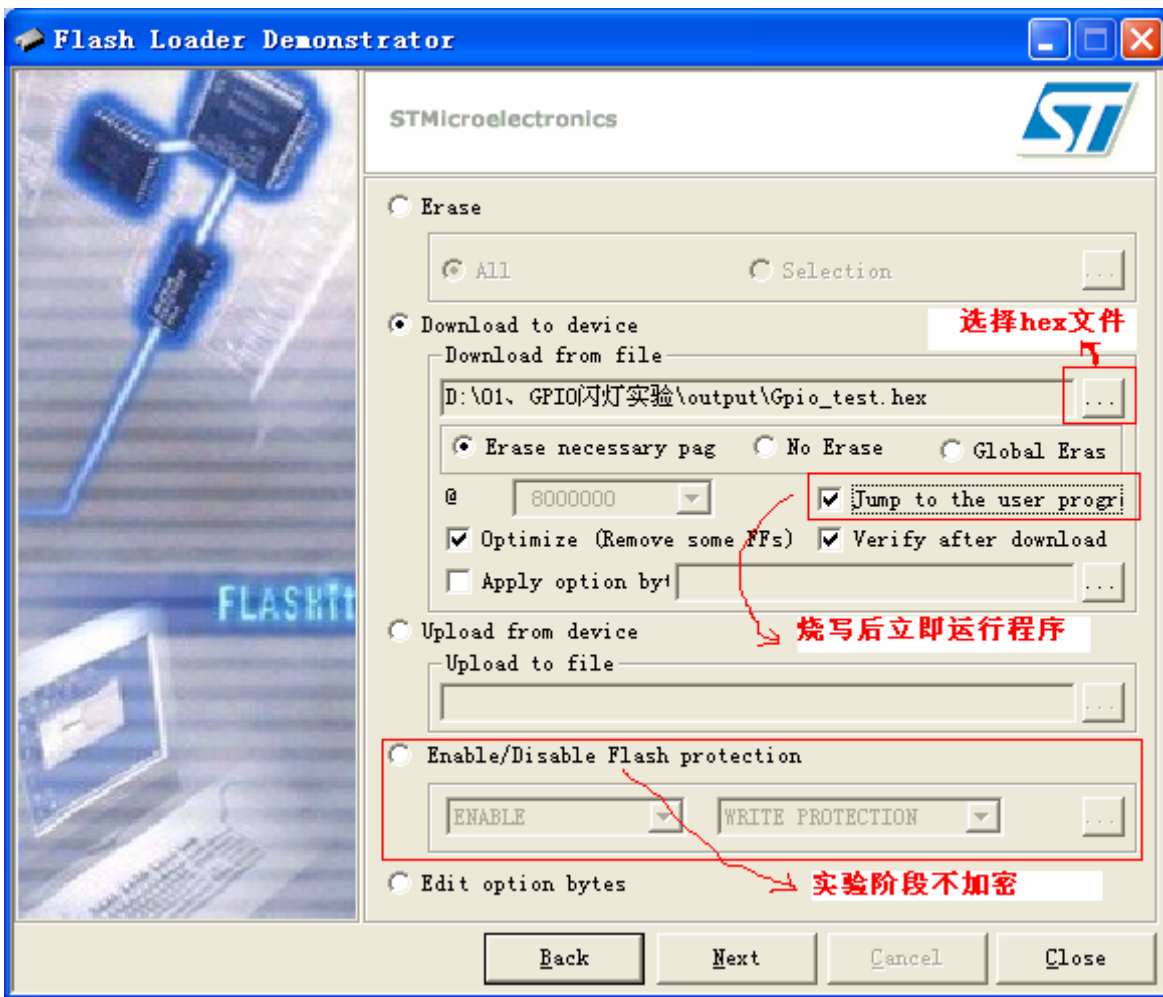 Flash Loader Demonstrator
STMicroelectronics
ST
Erase
All Selection ...
Download to device
选择hex文件
Download from file
D:\01、GPIO闪灯实验\output\Gpio_test.hex ...
Erase necessary pag No Erase Global Eras
@ 8000000 Jump to the user progr
Optimize (Remove some FFs) Verify after download
Apply option byt ...
FLASHit
Upload from device
烧写后立即运行程序
Upload to file
...
Enable/Disable Flash protection
ENABLE WRITE PROTECTION ...
Edit option bytes
实验阶段不加密
Back Next Cancel Close